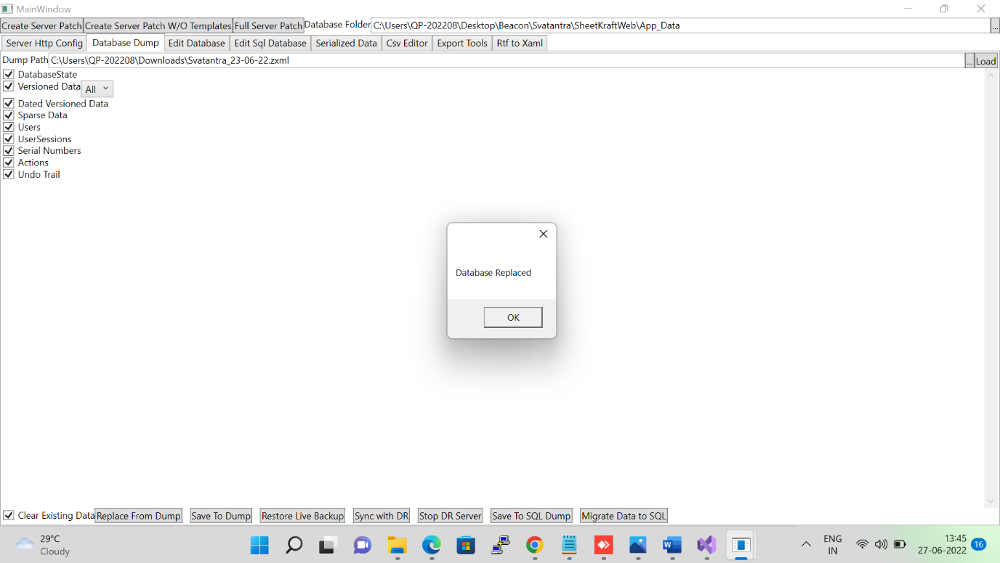 MainWindow
Create Server Patch Create Server Patch W/O Templates Full Server Patch Database Folder C:\Users\QP-202208\Desktop\Beacon\Svatantra\SheetKraftWeb\App_Data ...
Server Http Config Database Dump Edit Database Edit Sql Database Serialized Data Csv Editor Export Tools Rtf to Xaml
Dump Path C:\Users\QP-202208\Downloads\Svatantra_23-06-22.zxml ... Load
DatabaseState
Versioned Data All
Dated Versioned Data
Sparse Data
Users
UserSessions
Serial Numbers
Actions
Undo Trail
Database Replaced
OK
Clear Existing Data Replace From Dump Save To Dump Restore Live Backup Sync with DR Stop DR Server Save To SQL Dump Migrate Data to SQL
29°C
Cloudy
ENG
IN
13:45
27-06-2022
16